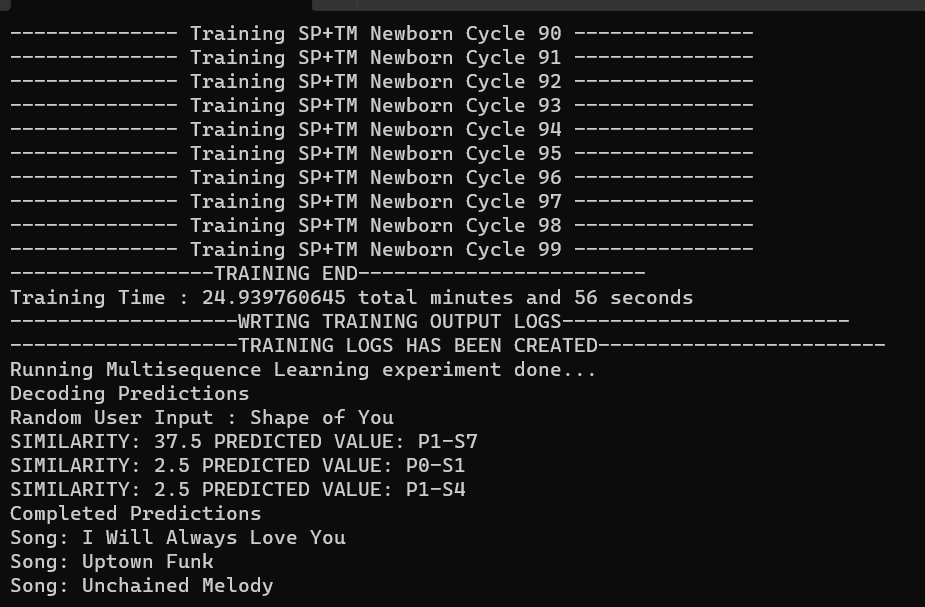 -------------- Training SP+TM Newborn Cycle 90 ---------------
-------------- Training SP+TM Newborn Cycle 91 ---------------
-------------- Training SP+TM Newborn Cycle 92 ---------------
-------------- Training SP+TM Newborn Cycle 93 ---------------
-------------- Training SP+TM Newborn Cycle 94 ---------------
-------------- Training SP+TM Newborn Cycle 95 ---------------
-------------- Training SP+TM Newborn Cycle 96 ---------------
-------------- Training SP+TM Newborn Cycle 97 ---------------
-------------- Training SP+TM Newborn Cycle 98 ---------------
-------------- Training SP+TM Newborn Cycle 99 ---------------
-----------------TRAINING END------------------------
Training Time : 24.939760645 total minutes and 56 seconds
-------------------WRTING TRAINING OUTPUT LOGS------------------------
-------------------TRAINING LOGS HAS BEEN CREATED------------------------
Running Multisequence Learning experiment done...
Decoding Predictions
Random User Input : Shape of You
SIMILARITY: 37.5 PREDICTED VALUE: P1-S7
SIMILARITY: 2.5 PREDICTED VALUE: P0-S1
SIMILARITY: 2.5 PREDICTED VALUE: P1-S4
Completed Predictions
Song: I Will Always Love You
Song: Uptown Funk
Song: Unchained Melody